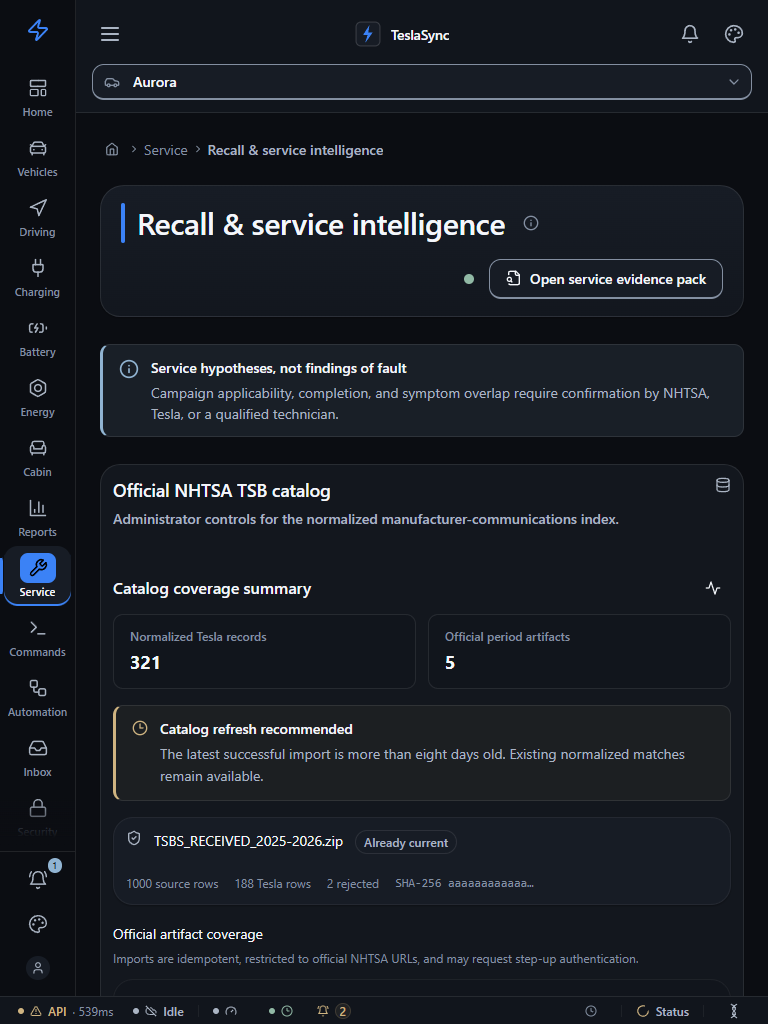 TeslaSync
Aurora
Home
Vehicles
Driving
Charging
Battery
Energy
Cabin
Reports
Service
Commands
Automation
Inbox
Security
1
Service
Recall & service intelligence
Recall & service intelligence
Open service evidence pack
Service hypotheses, not findings of fault
Campaign applicability, completion, and symptom overlap require confirmation by NHTSA,
Tesla, or a qualified technician.
Official NHTSA TSB catalog
Administrator controls for the normalized manufacturer-communications index.
Catalog coverage summary
Normalized Tesla records
321
Official period artifacts
5
Catalog refresh recommended
The latest successful import is more than eight days old. Existing normalized matches
remain available.
TSBS_RECEIVED_2025-2026.zip Already current
1000 source rows 188 Tesla rows 2 rejected SHA-256 aaaaaaaaaaaa…
Official artifact coverage
Imports are idempotent, restricted to official NHTSA URLs, and may request step-up authentication.
API · 539ms Idle 2 Status